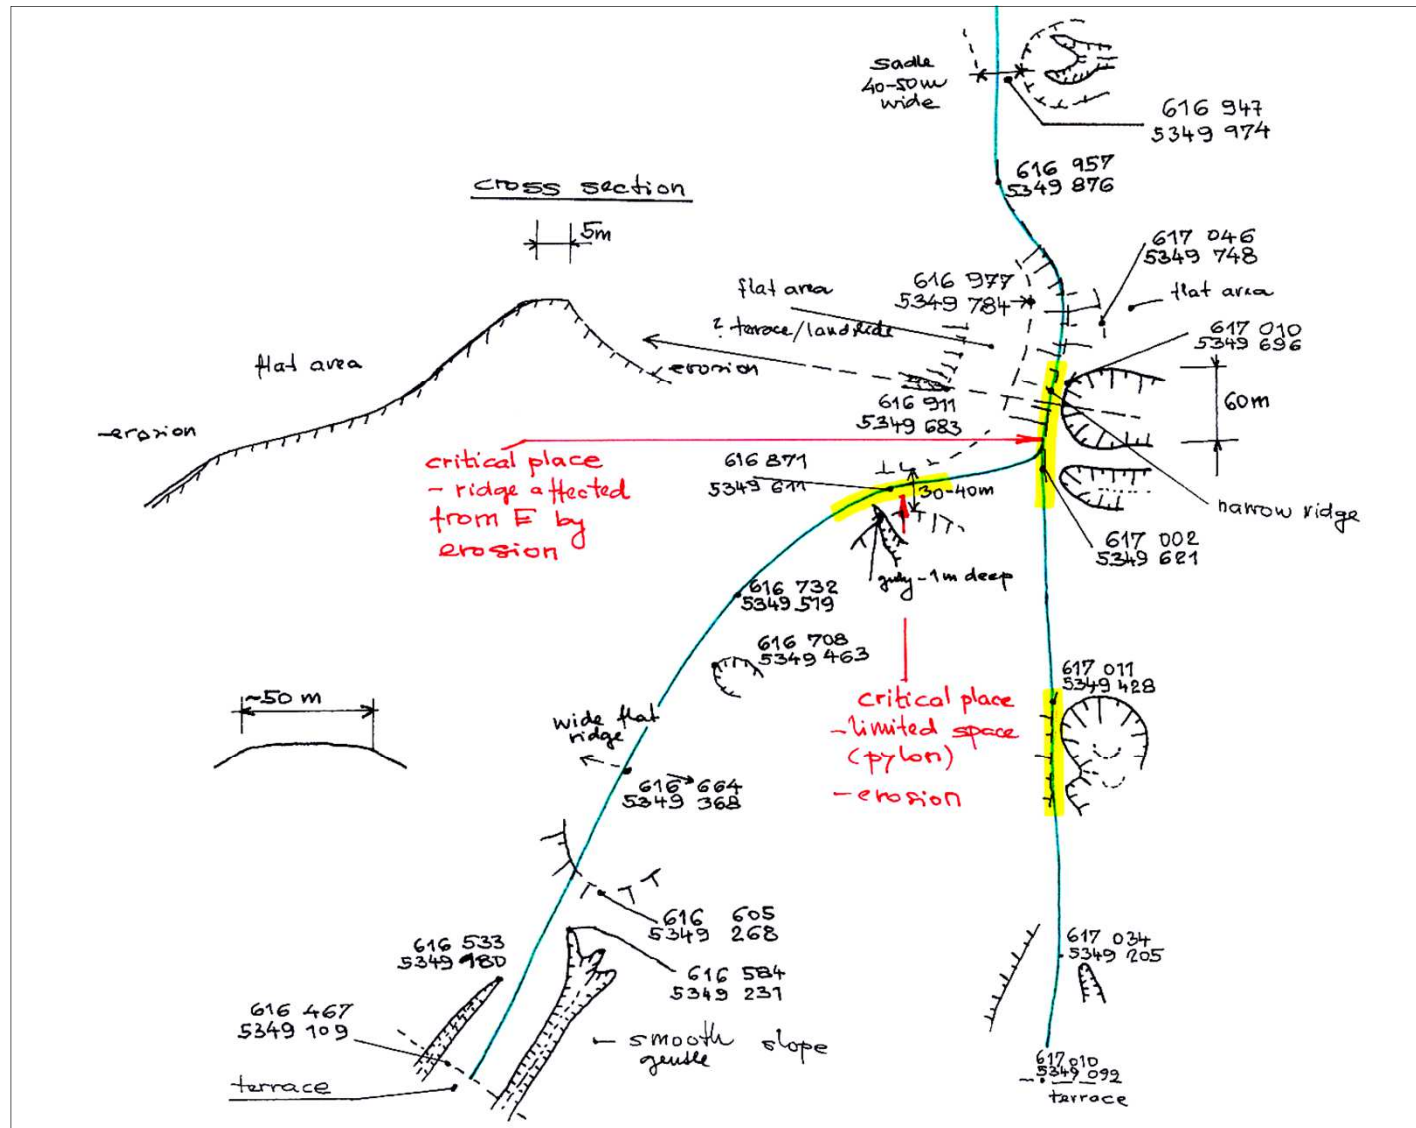 sadle
40-50m
wide
616 947
5349 974
616 957
5349 876
cross section
5m
617 046
5349 748
flat area
616 977
5349 784
flat area
? terrace/landslide
617 010
5349 696
flat area
erosion
60m
616 911
5349 683
erosion
critical place
- ridge affected
from E by
erosion
616 871
5349 611
30-40m
narrow ridge
617 002
5349 621
gully-1m deep
616 732
5349 519
616 708
5349 463
617 011
5349 428
~50 m
critical place
- limited space
(pylon)
- erosion
wide flat
ridge
616 664
5349 368
616 605
5349 268
616 533
5349 180
617 034
5349 205
616 584
5349 231
616 467
5349 109
smooth slope
gentle
617 010
5349 092
terrace
terrace